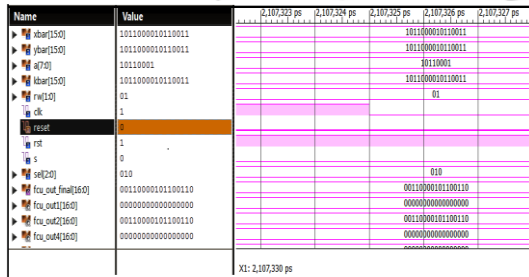 Name Value 2,107,323 ps 2,107,324 ps 2,107,325 ps 2,107,326 ps 2,107,327 ps
xbar[15:0] 1011000010110011 1011000010110011
ybar[15:0] 1011000010110011 1011000010110011
a[7:0] 10110001 10110001
kbar[15:0] 1011000010110011 1011000010110011
rw[1:0] 01 01
clk 1
reset 0
rst 1
s 0
sel[2:0] 010 010
fcu_out_final[16:0] 00110000101100110 00110000101100110
fcu_out1[16:0] 00000000000000000 00000000000000000
fcu_out2[16:0] 00110000101100110 00110000101100110
fcu_out4[16:0] 00000000000000000 00000000000000000
X1: 2,107,330 ps